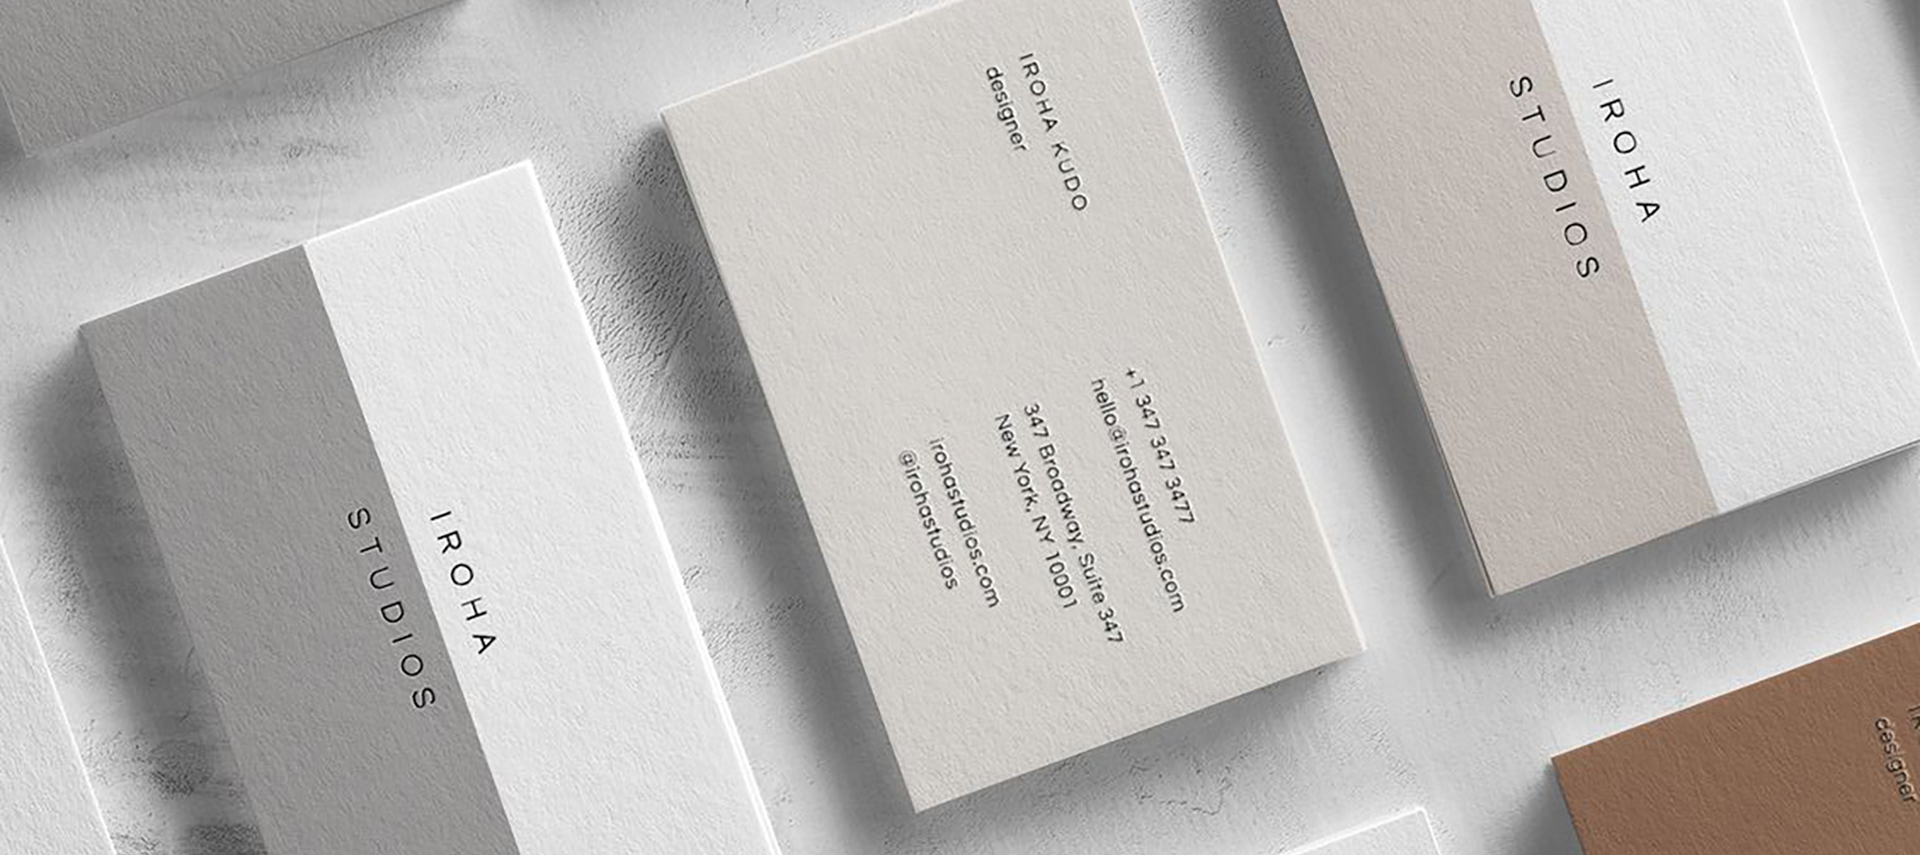 IROHA
STUDIOS
IROHA KUDO
designer
+1 347 347 3477
hello@irohastudios.com
347 Broadway, Suite 347
New York, NY 10001
irohastudios.com
@irohastudios
IROHA
STUDIOS
designer